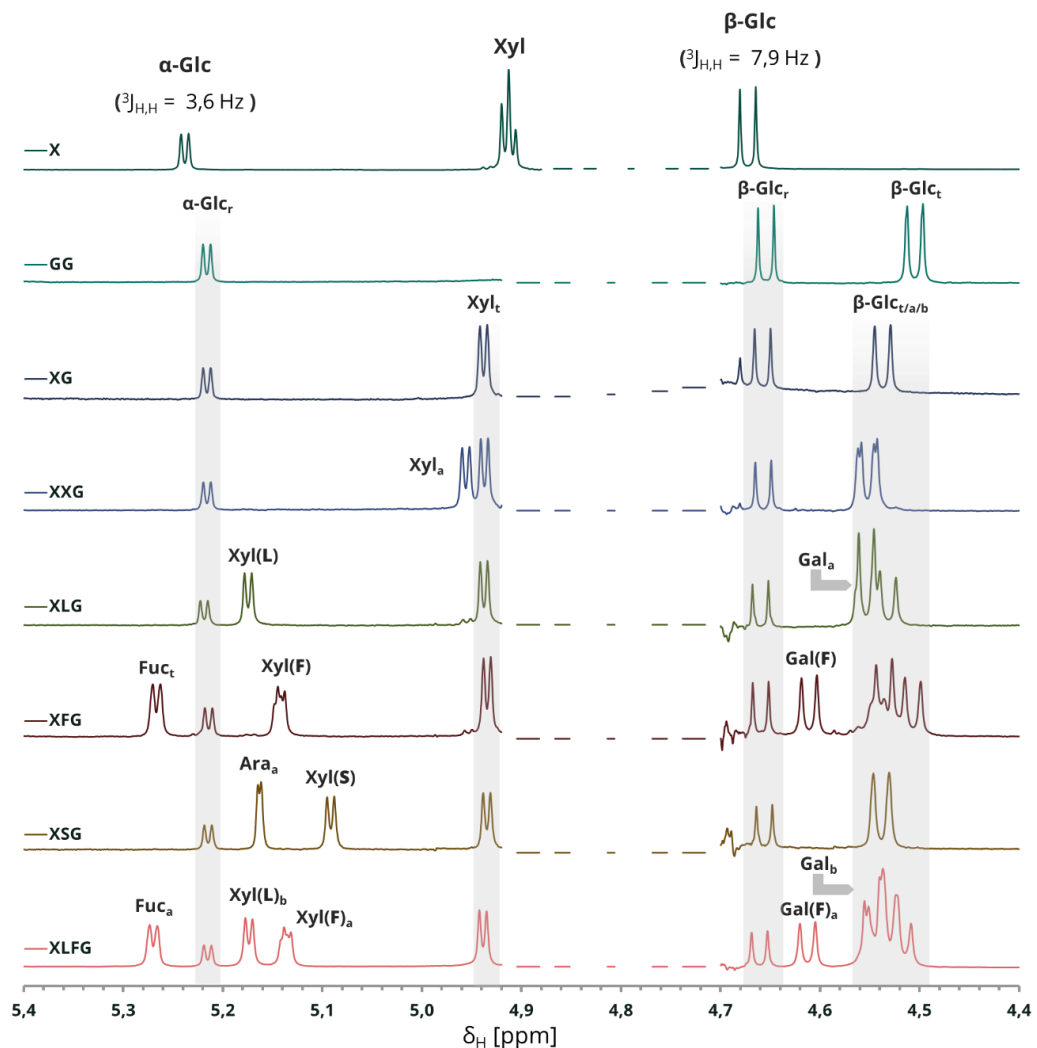 β-Glc
Xyl
α-Glc
(³J_H,H = 7,9 Hz )
(³J_H,H = 3,6 Hz )
X
β-Glc_r
β-Glc_t
α-Glc_r
GG
Xyl_t
β-Glc_t/a/b
XG
Xyl_a
XXG
Xyl(L)
Gal_a
XLG
Fuc_t
Xyl(F)
Gal(F)
XFG
Ara_a
Xyl(S)
XSG
Gal_b
Fuc_a
Xyl(L)_b
Xyl(F)_a
Gal(F)_a
XLFG
5,4 5,3 5,2 5,1 5,0 4,9 4,8 4,7 4,6 4,5 4,4
δ_H [ppm]